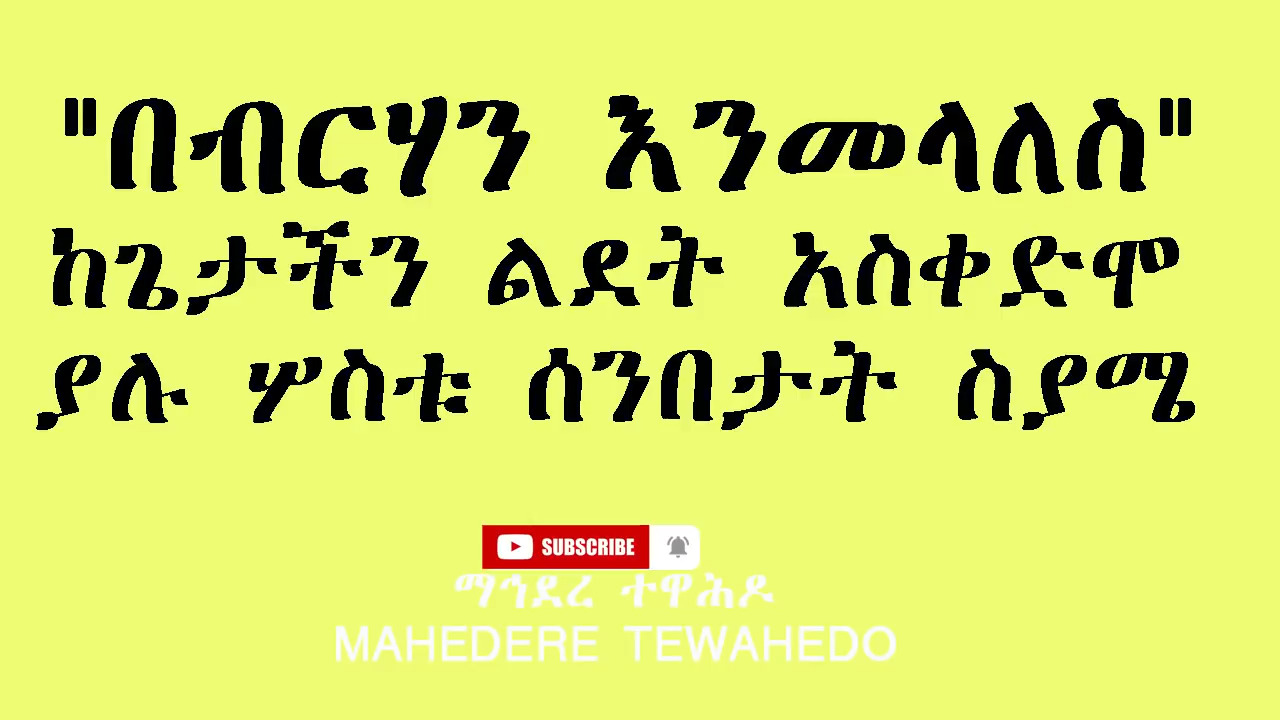 "በብርሃን እንመላለስ"
ከጌታችን ልደት አስቀድሞ
ያሉ ሦስቱ ሰንበታት ስያሜ
SUBSCRIBE
ማኅደረ ተዋሕዶ
MAHEDERE TEWAHEDO